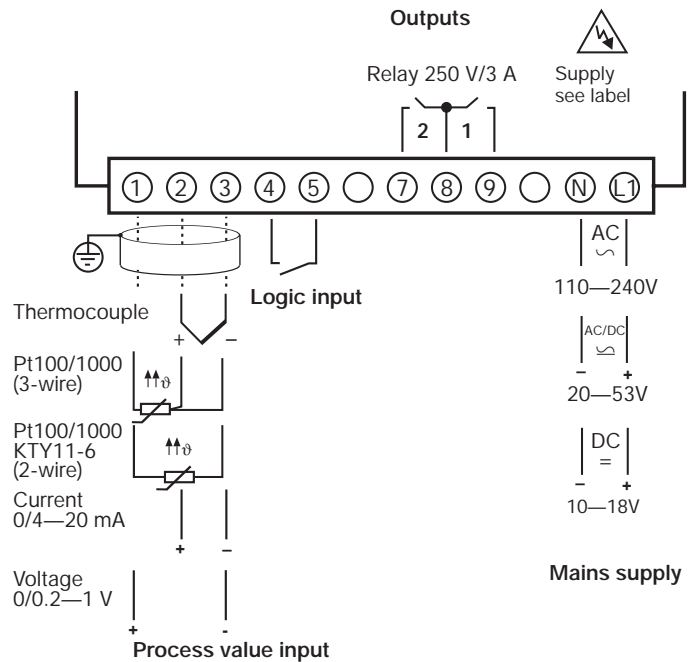 Outputs
Relay 250 V/3 A
Supply
see label
2 1
1 2 3 4 5 7 8 9 N L1
AC
110—240V
Logic input
Thermocouple
+ –
AC/DC
– +
20—53V
Pt100/1000
(3-wire)
ϑ
Pt100/1000
KTY11-6
(2-wire)
ϑ
DC
=
– +
10—18V
Current
0/4—20 mA
+ –
Voltage
0/0.2—1 V
+ -
Mains supply
Process value input